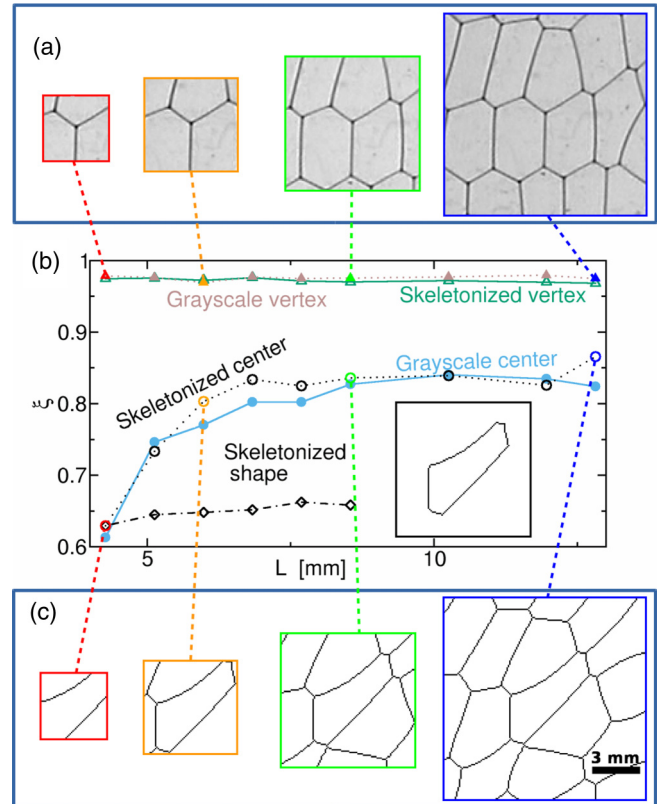 (a)
(b)
1
Grayscale vertex
Skeletonized vertex
0.9
Skeletonized center
Grayscale center
ξ
0.8
Skeletonized
shape
0.7
0.6
5
L [mm]
10
(c)
3 mm